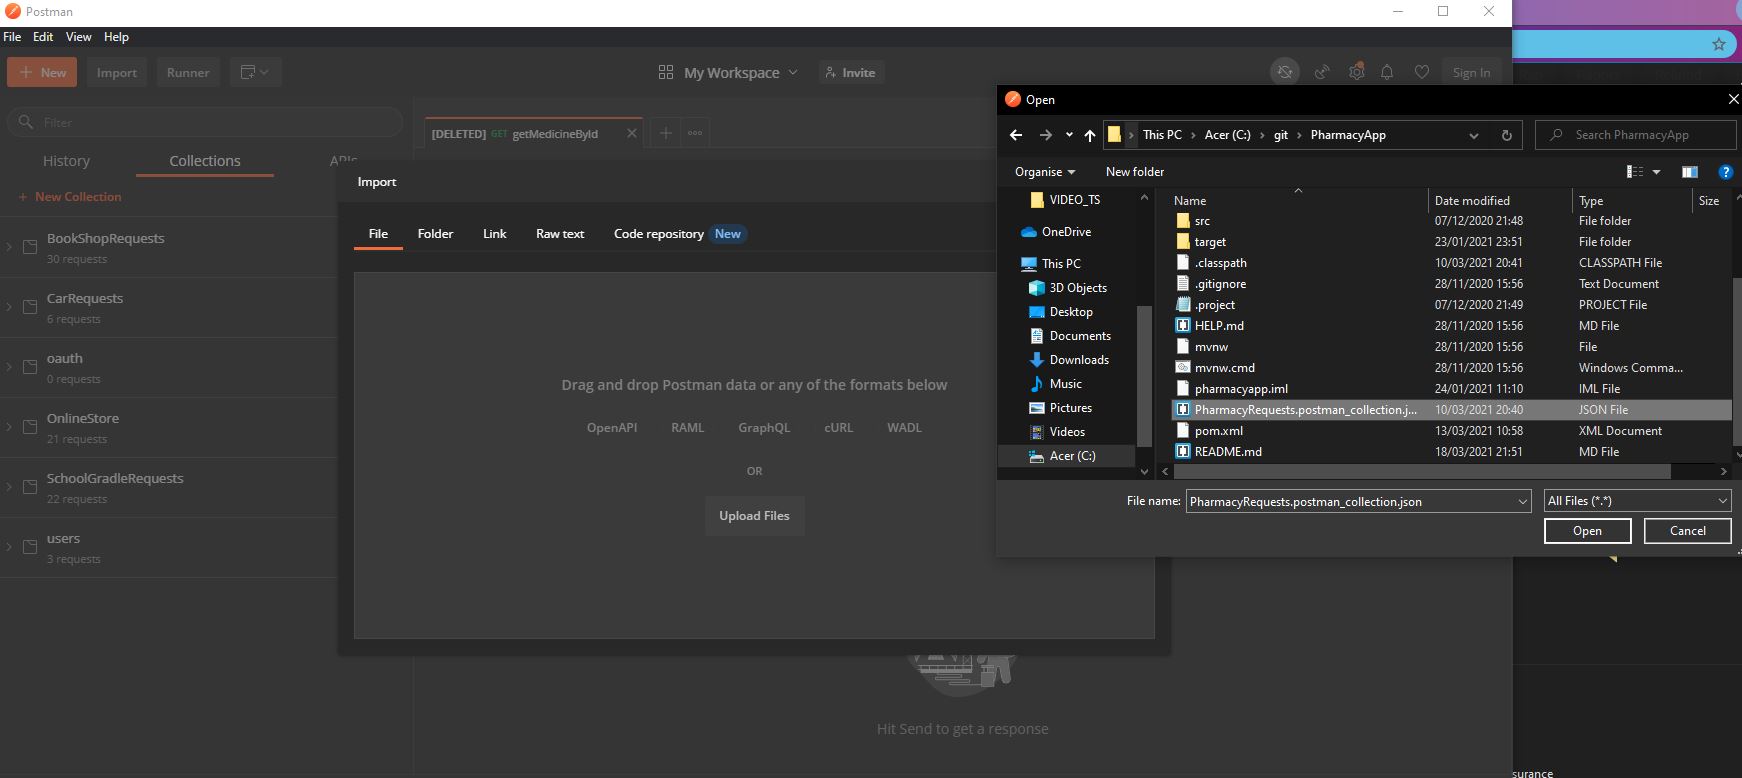 Postman
File Edit View Help
+ New Import Runner
My Workspace Invite
Sign In
Filter
History Collections APIs
+ New Collection
BookShopRequests
30 requests
CarRequests
6 requests
oauth
0 requests
OnlineStore
21 requests
SchoolGradleRequests
22 requests
users
3 requests
[DELETED] GET getMedicineById
Import
File Folder Link Raw text Code repository New
Drag and drop Postman data or any of the formats below
OpenAPI RAML GraphQL cURL WADL
OR
Upload Files
Hit Send to get a response
Open
This PC > Acer (C:) > git > PharmacyApp
Search PharmacyApp
Organise New folder
VIDEO_TS
OneDrive
This PC
3D Objects
Desktop
Documents
Downloads
Music
Pictures
Videos
Acer (C:)
Name Date modified Type Size
src 07/12/2020 21:48 File folder
target 23/01/2021 23:51 File folder
.classpath 10/03/2021 20:41 CLASSPATH File
.gitignore 28/11/2020 15:56 Text Document
.project 07/12/2020 21:49 PROJECT File
HELP.md 28/11/2020 15:56 MD File
mvnw 28/11/2020 15:56 File
mvnw.cmd 28/11/2020 15:56 Windows Comma...
pharmacyapp.iml 24/01/2021 11:10 IML File
PharmacyRequests.postman_collection.j... 10/03/2021 20:40 JSON File
pom.xml 13/03/2021 10:58 XML Document
README.md 18/03/2021 21:51 MD File
File name: PharmacyRequests.postman_collection.json All Files (*.*)
Open Cancel
surance